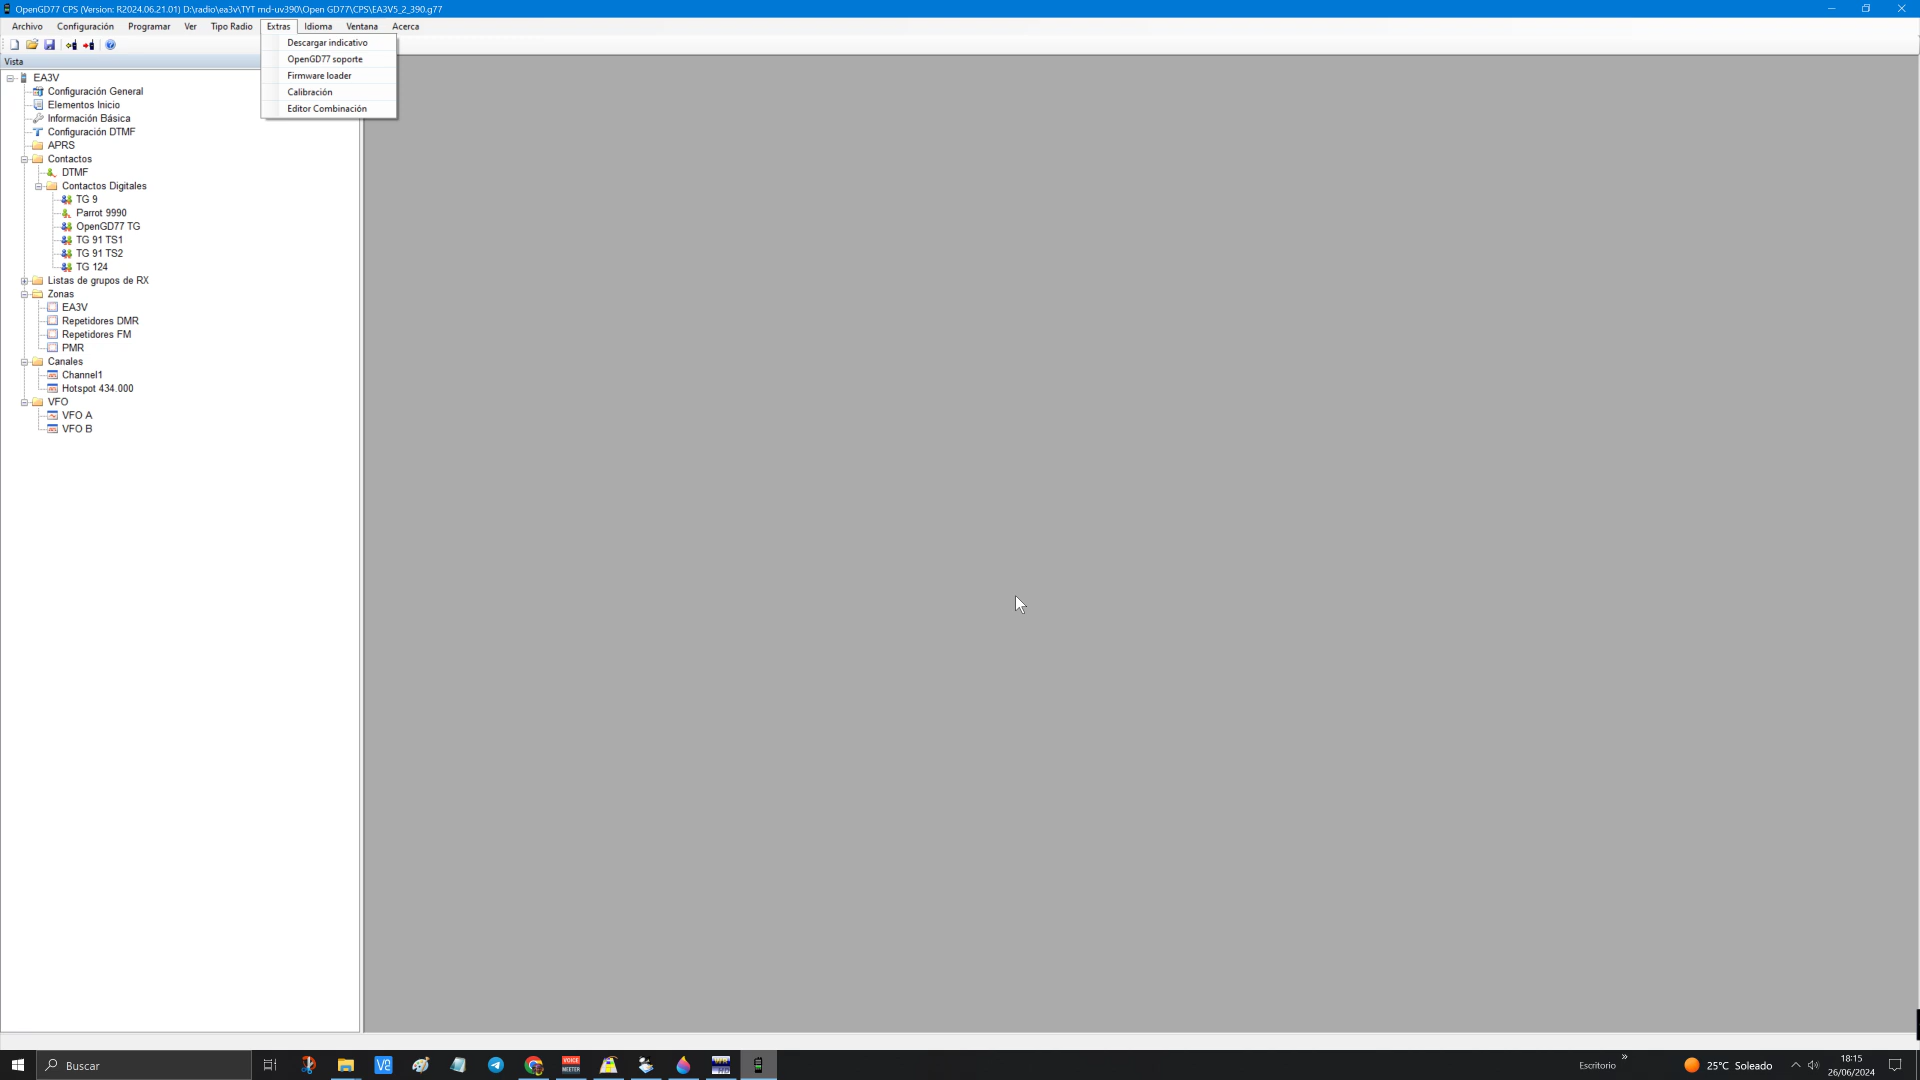 OpenGD77 CPS (Version: R2024.06.21.01) D:\radio\ea3v\TYT md-uv390\Open GD77\CPS\EA3V5_2_390.g77
Archivo Configuración Programar Ver Tipo Radio Extras Idioma Ventana Acerca
Descargar indicativo
OpenGD77 soporte
Firmware loader
Calibración
Editor Combinación
Vista
EA3V
Configuración General
Elementos Inicio
Información Básica
Configuración DTMF
APRS
Contactos
DTMF
Contactos Digitales
TG 9
Parrot 9990
OpenGD77 TG
TG 91 TS1
TG 91 TS2
TG 124
Listas de grupos de RX
Zonas
EA3V
Repetidores DMR
Repetidores FM
PMR
Canales
Channel1
Hotspot 434.000
VFO
VFO A
VFO B
Buscar
V2
VOICE
MEETER
Escritorio
25°C Soleado
18:15
26/06/2024